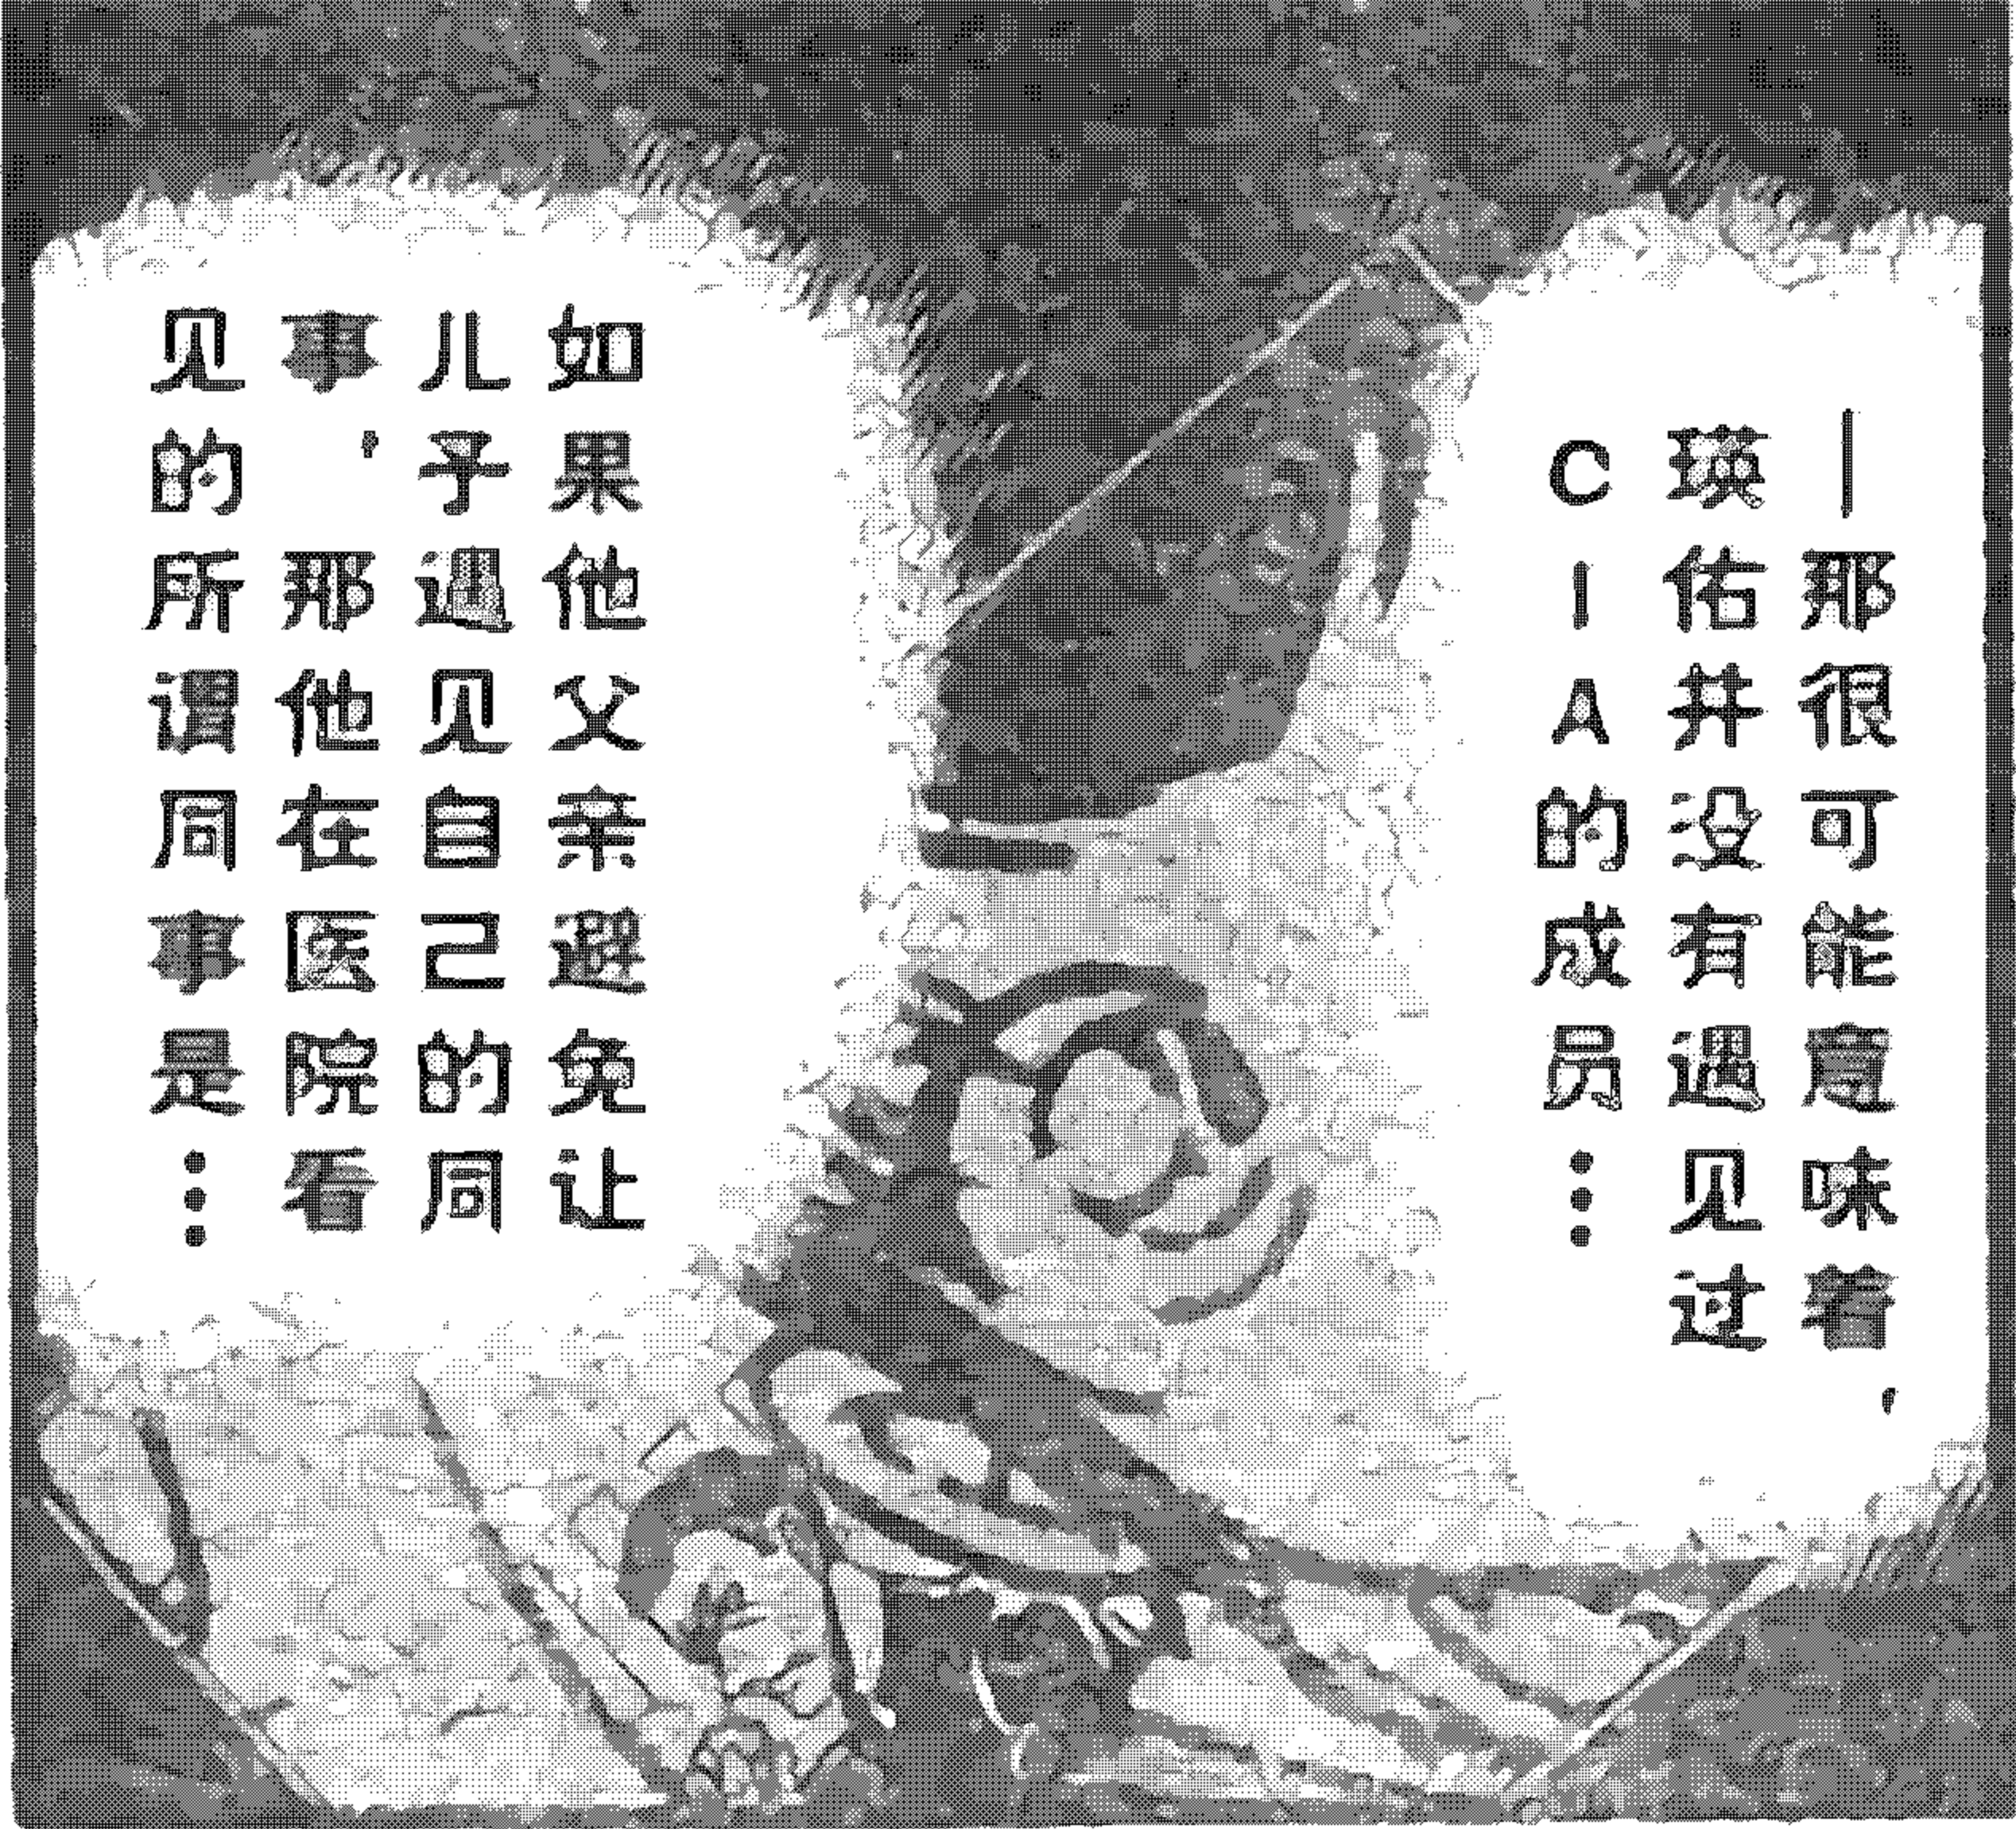 —那很可能意味着，
瑛佑并没有遇见过
CIA的成员…
如果他父亲避免让
儿子遇见自己的同
事，那他在医院看
见的所谓同事是…